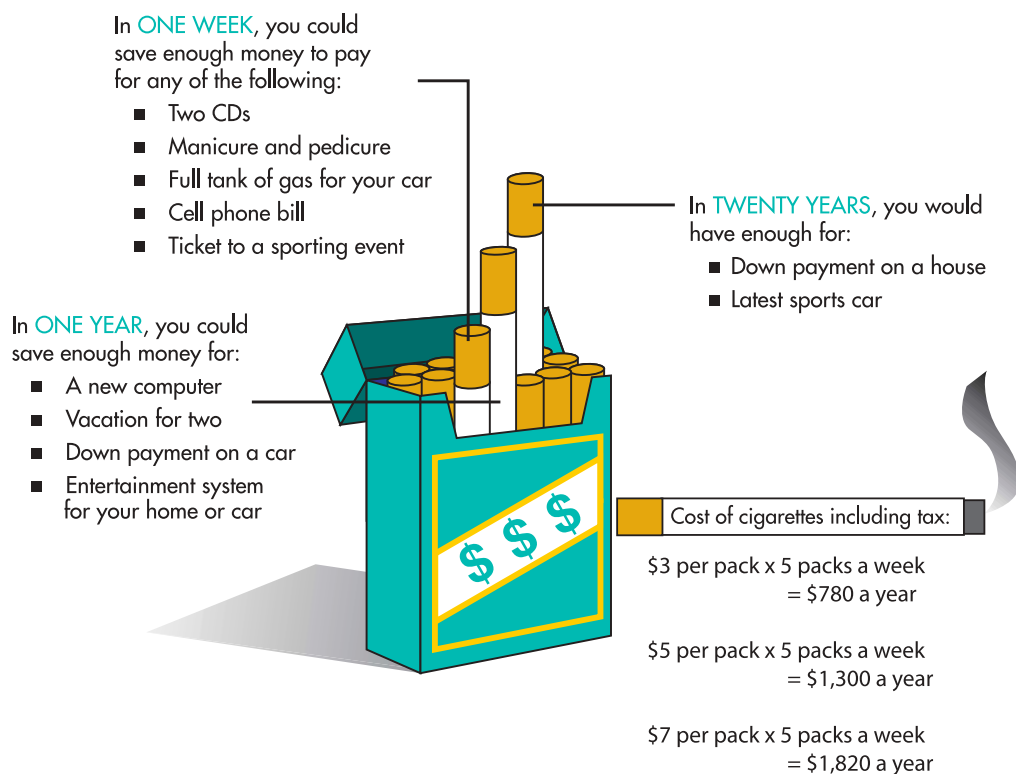 In ONE WEEK, you could
save enough money to pay
for any of the following:
■ Two CDs
■ Manicure and pedicure
■ Full tank of gas for your car
■ Cell phone bill
■ Ticket to a sporting event
In TWENTY YEARS, you would
have enough for:
■ Down payment on a house
■ Latest sports car
In ONE YEAR, you could
save enough money for:
■ A new computer
■ Vacation for two
■ Down payment on a car
■ Entertainment system
for your home or car
$ $ $
Cost of cigarettes including tax:
$3 per pack x 5 packs a week
= $780 a year
$5 per pack x 5 packs a week
= $1,300 a year
$7 per pack x 5 packs a week
= $1,820 a year